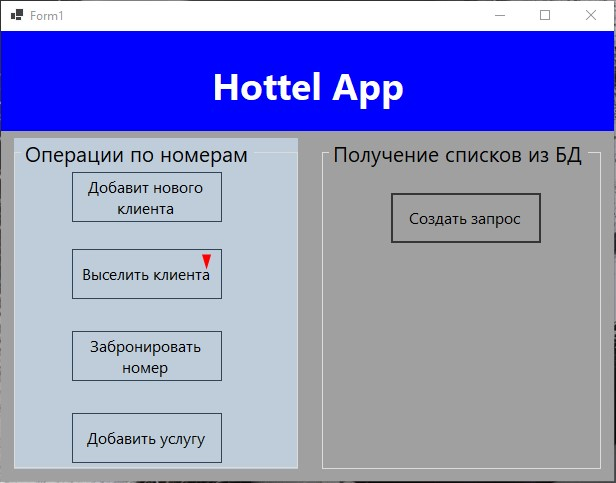 Form1
Hottel App
Операции по номерам
Добавит нового
клиента
Выселить клиента
Забронировать
номер
Добавить услугу
Получение списков из БД
Создать запрос